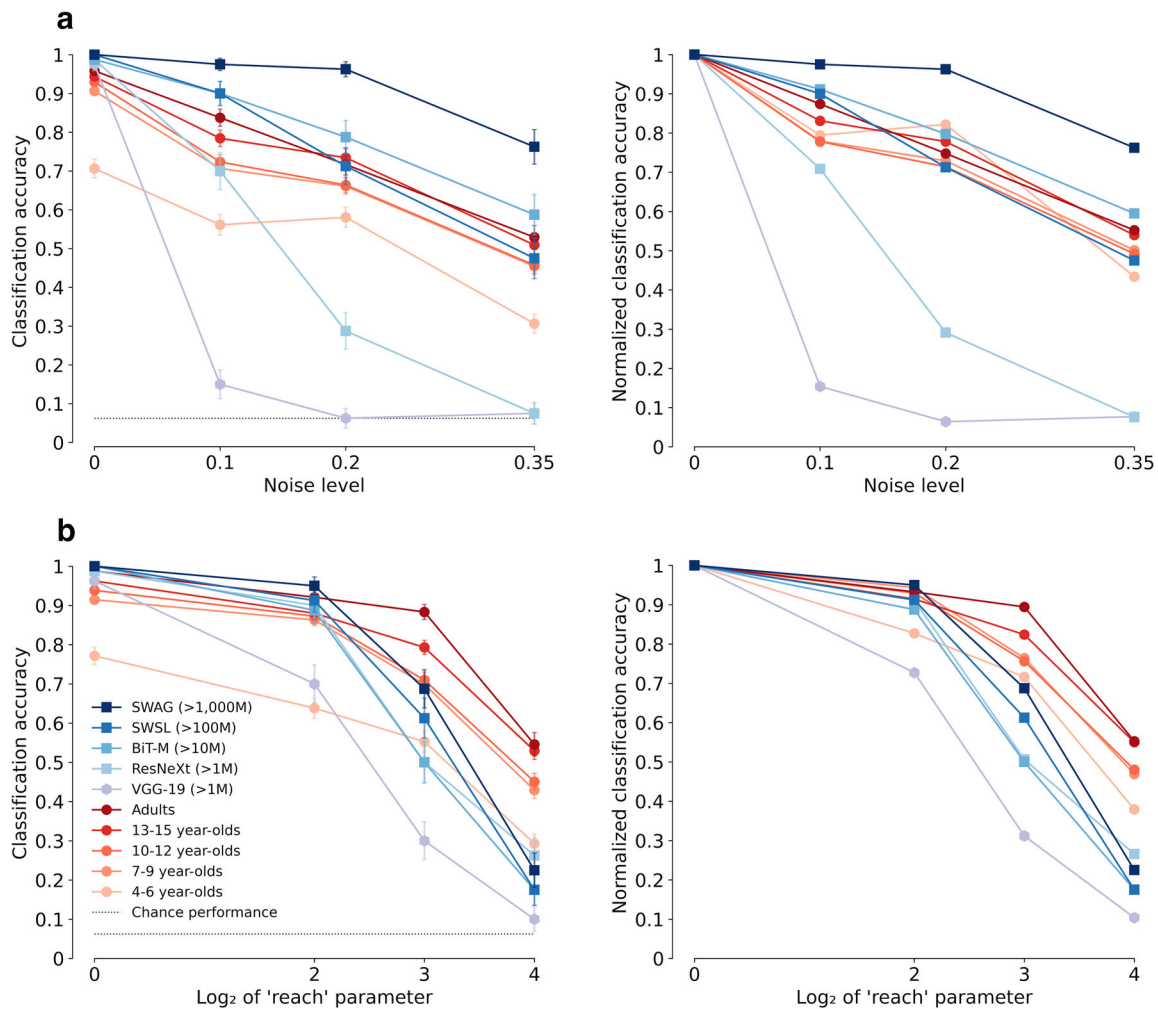 a
Classification accuracy
1
0.9
0.8
0.7
0.6
0.5
0.4
0.3
0.2
0.1
0
0 0.1 0.2 0.35
Noise level
Normalized classification accuracy
1
0.9
0.8
0.7
0.6
0.5
0.4
0.3
0.2
0.1
0
0 0.1 0.2 0.35
Noise level
b
Classification accuracy
1
0.9
0.8
0.7
0.6
0.5
0.4
0.3
0.2
0.1
0
SWAG (>1,000M)
SWSL (>100M)
BiT-M (>10M)
ResNeXt (>1M)
VGG-19 (>1M)
Adults
13-15 year-olds
10-12 year-olds
7-9 year-olds
4-6 year-olds
Chance performance
0 2 3 4
Log₂ of 'reach' parameter
Normalized classification accuracy
1
0.9
0.8
0.7
0.6
0.5
0.4
0.3
0.2
0.1
0
0 2 3 4
Log₂ of 'reach' parameter